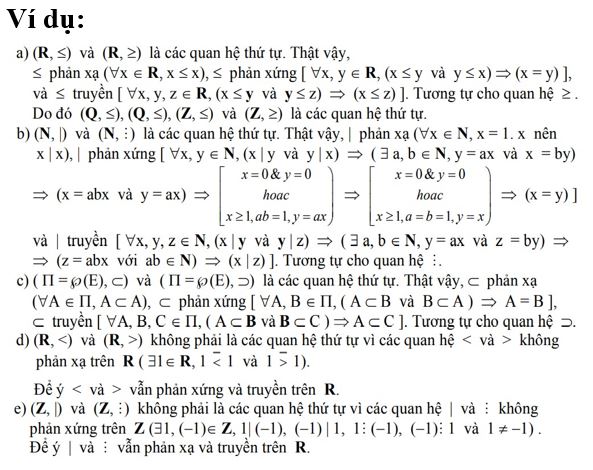 Ví dụ:
a) (R, ≤) và (R, ≥) là các quan hệ thứ tự. Thật vậy,
≤ phản xạ (∀x ∈ R, x ≤ x), ≤ phản xứng [ ∀x, y ∈ R, (x ≤ y và y ≤ x) ⇒ (x = y) ],
và ≤ truyền [ ∀x, y, z ∈ R, (x ≤ y và y ≤ z) ⇒ (x ≤ z) ]. Tương tự cho quan hệ ≥ .
Do đó (Q, ≤), (Q, ≤), (Z, ≤) và (Z, ≥) là các quan hệ thứ tự.
b) (N, |) và (N, ⋮) là các quan hệ thứ tự. Thật vậy, | phản xạ (∀x ∈ N, x = 1. x nên
x | x), | phản xứng [ ∀x, y ∈ N, (x | y và y | x) ⇒ ( ∃ a, b ∈ N, y = ax và x = by)
⇒ (x = abx và y = ax) ⇒ [ x = 0 & y = 0 hoac x ≥ 1, ab = 1, y = ax ⇒ [ x = 0 & y = 0 hoac x ≥ 1, a = b = 1, y = x ⇒ (x = y) ]
và | truyền [ ∀x, y, z ∈ N, (x | y và y | z) ⇒ ( ∃ a, b ∈ N, y = ax và z = by) ⇒
⇒ (z = abx với ab ∈ N) ⇒ (x | z) ]. Tương tự cho quan hệ ⋮.
c) ( Π = ℘(E), ⊂) và ( Π = ℘(E), ⊃) là các quan hệ thứ tự. Thật vậy, ⊂ phản xạ
(∀A ∈ Π, A ⊂ A), ⊂ phản xứng [ ∀A, B ∈ Π, ( A ⊂ B và B ⊂ A ) ⇒ A = B ],
⊂ truyền [ ∀A, B, C ∈ Π, ( A ⊂ B và B ⊂ C ) ⇒ A ⊂ C ]. Tương tự cho quan hệ ⊃.
d) (R, <) và (R, >) không phải là các quan hệ thứ tự vì các quan hệ < và > không
phản xạ trên R ( ∃1 ∈ R, 1 <̅ 1 và 1 >̅ 1).
Để ý < và > vẫn phản xứng và truyền trên R.
e) (Z, |) và (Z, ⋮) không phải là các quan hệ thứ tự vì các quan hệ | và ⋮ không
phản xứng trên Z (∃1, (−1) ∈ Z, 1| (−1), (−1) | 1, 1⋮ (−1), (−1)⋮ 1 và 1 ≠ −1) .
Để ý | và ⋮ vẫn phản xạ và truyền trên R.